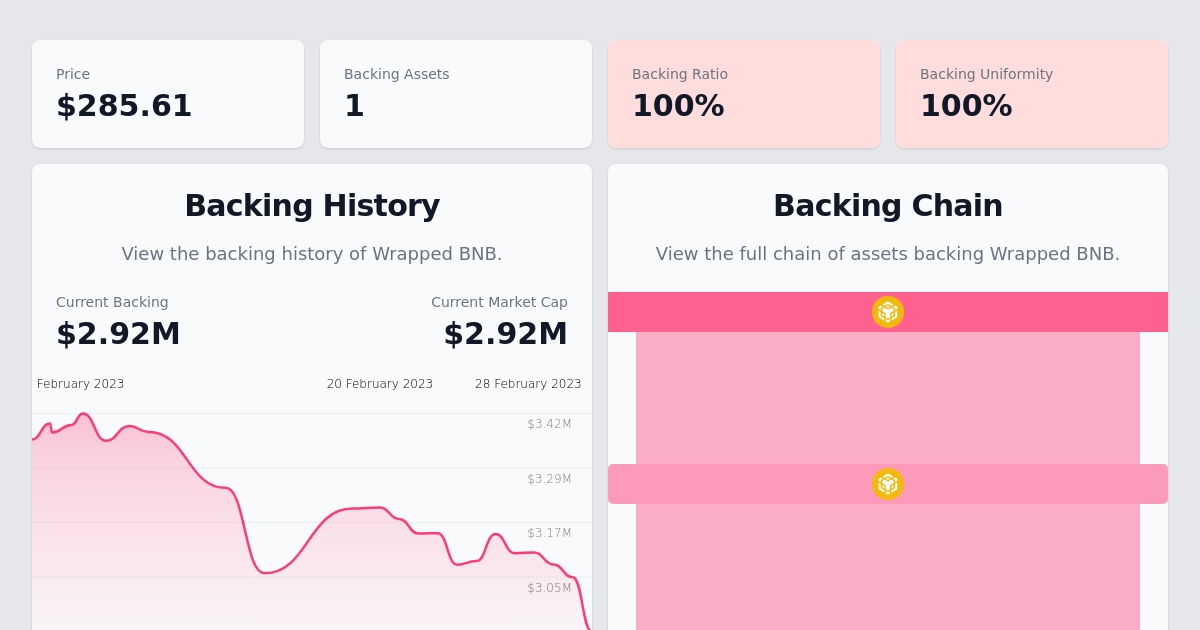 Price
$285.61
Backing Assets
1
Backing Ratio
100%
Backing Uniformity
100%
Backing History
View the backing history of Wrapped BNB.
Current Backing
$2.92M
Current Market Cap
$2.92M
February 2023
20 February 2023
28 February 2023
$3.42M
$3.29M
$3.17M
$3.05M
Backing Chain
View the full chain of assets backing Wrapped BNB.